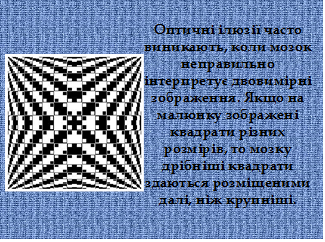 Оптичні ілюзії часто
виникають, коли мозок
неправильно
інтерпретує двовимірні
зображення. Якщо на
малюнку зображені
квадрати різних
розмірів, то мозку
дрібніші квадрати
здаються розміщеними
далі, ніж крупніші.